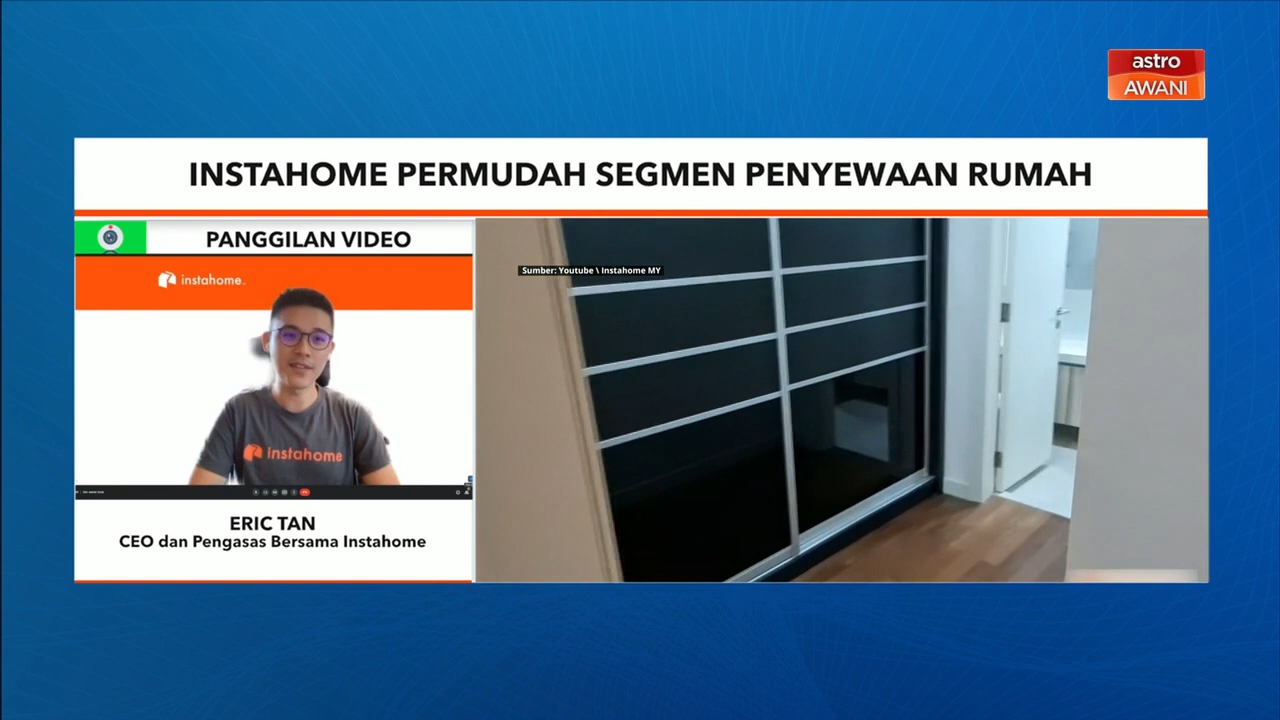 astro
AWANI
INSTAHOME PERMUDAH SEGMEN PENYEWAAN RUMAH
PANGGILAN VIDEO
Sumber: Youtube \ Instahome MY
instahome.
instahome
ERIC TAN
CEO dan Pengasas Bersama Instahome